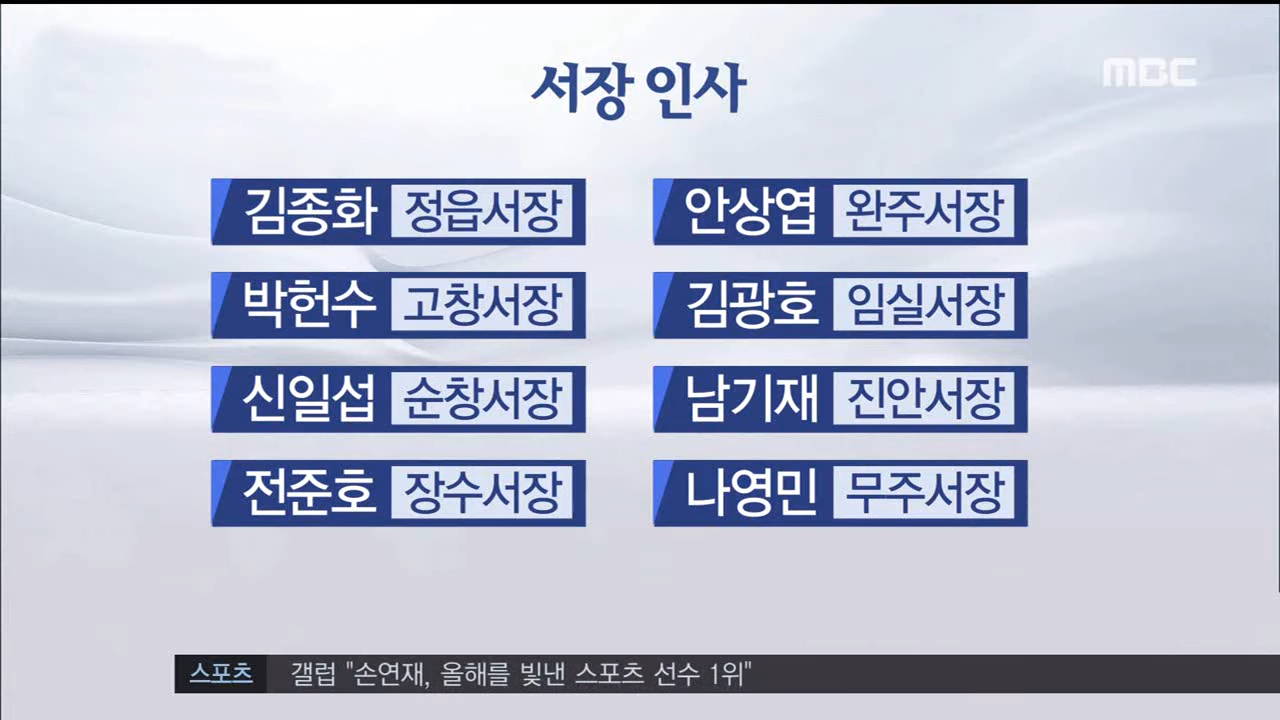 서장 인사
MBC
김종화 정읍서장 안상엽 완주서장
박헌수 고창서장 김광호 임실서장
신일섭 순창서장 남기재 진안서장
전준호 장수서장 나영민 무주서장
스포츠 갤럽 "손연재, 올해를 빛낸 스포츠 선수 1위"